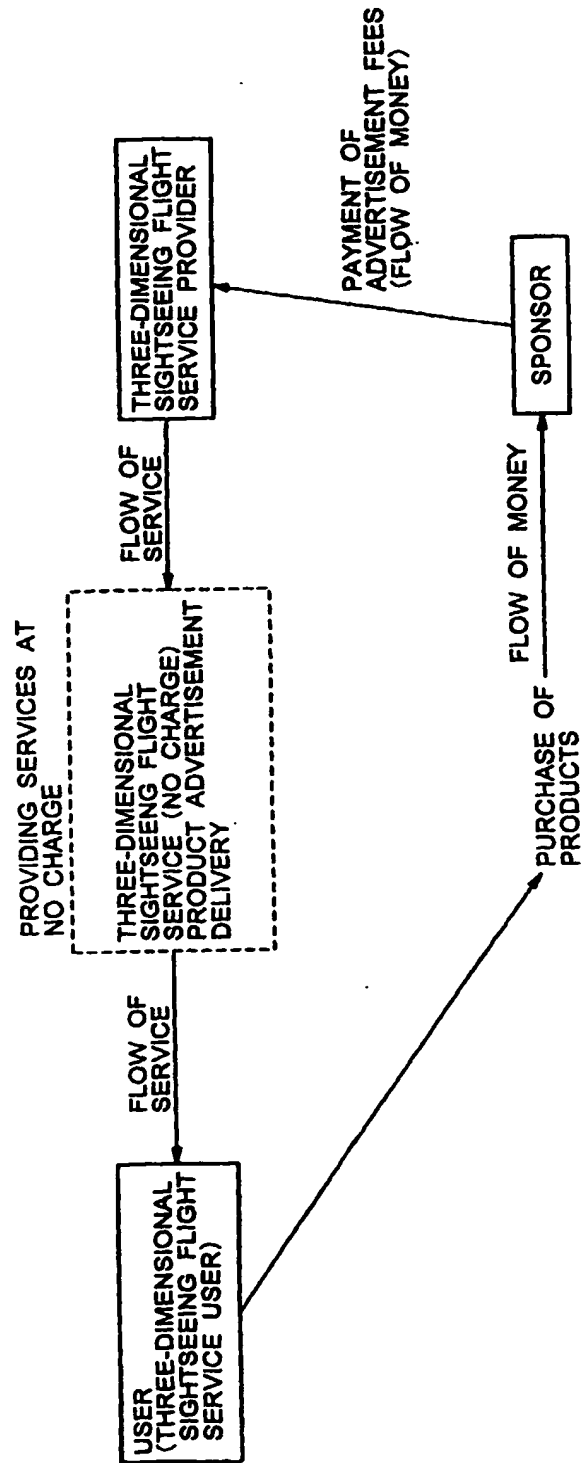 PROVIDING SERVICES AT
NO CHARGE
USER
(THREE-DIMENSIONAL
SIGHTSEEING FLIGHT
SERVICE USER)
FLOW OF
SERVICE
THREE-DIMENSIONAL
SIGHTSEENG FLIGHT
SERVICE (NO CHARGE)
PRODUCT ADVERTISEMENT
DELIVERY
FLOW OF
SERVICE
THREE-DIMENSIONAL
SIGHTSEEING FLIGHT
SERVICE PROVIDER
PAYMENT OF
ADVERTISEMENT FEES
(FLOW OF MONEY)
PURCHASE OF
PRODUCTS
FLOW OF MONEY
SPONSOR